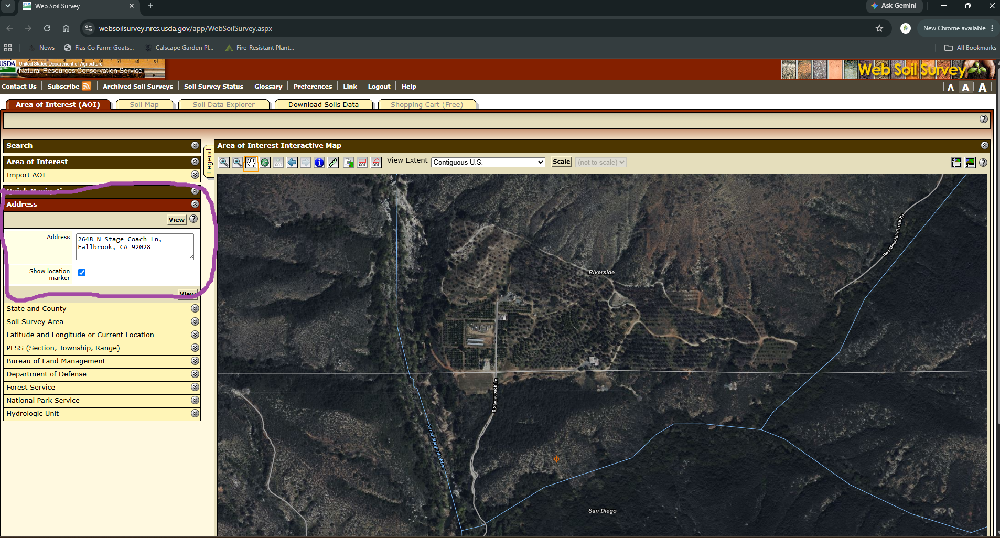 Web Soil Survey
Ask Gemini
websoilsurvey.nrcs.usda.gov/app/WebSoilSurvey.aspx
New Chrome available
News
Fias Co Farm: Goats...
Calscape Garden Pl...
Fire-Resistant Plant...
All Bookmarks
USDA
United States Department of Agriculture
Natural Resources Conservation Service
Web Soil Survey
Contact Us
Subscribe
Archived Soil Surveys
Soil Survey Status
Glossary
Preferences
Link
Logout
Help
A
A
A
Area of Interest (AOI)
Soil Map
Soil Data Explorer
Download Soils Data
Shopping Cart (Free)
Search
Area of Interest
Import AOI
Quick Navigation
Address
View
Address
2648 N Stage Coach Ln,
Fallbrook, CA 92028
Show location
marker
View
State and County
Soil Survey Area
Latitude and Longitude or Current Location
PLSS (Section, Township, Range)
Bureau of Land Management
Department of Defense
Forest Service
National Park Service
Hydrologic Unit
Legend
Area of Interest Interactive Map
AOI
AOI
AOI
View Extent
Contiguous U.S.
Scale
(not to scale)
Red Mountain Truck Trl
Riverside
S Stagecoach Ln
Santa Margarita River
San Diego